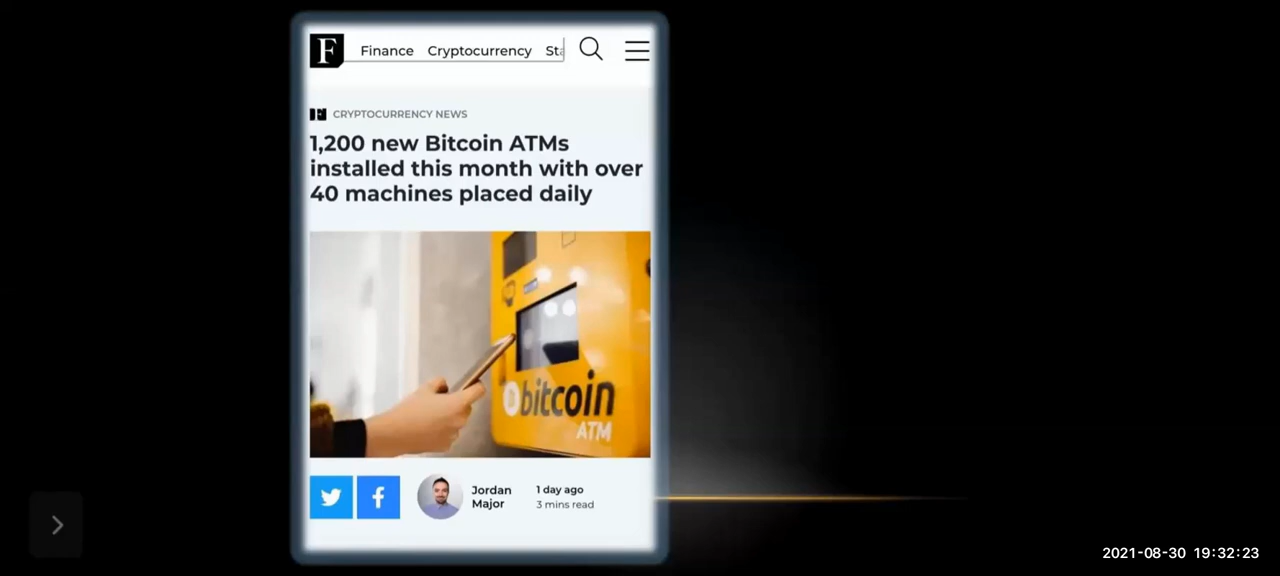 F Finance Cryptocurrency St
CRYPTOCURRENCY NEWS
1,200 new Bitcoin ATMs
installed this month with over
40 machines placed daily
bitcoin
ATM
Jordan
Major
1 day ago
3 mins read
2021-08-30 19:32:23